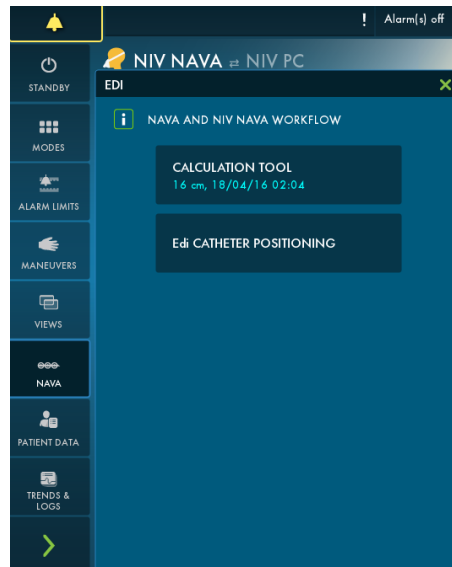 ! Alarm(s) off
NIV NAVA ⇄ NIV PC
STANDBY
EDI
i NAVA AND NIV NAVA WORKFLOW
MODES
CALCULATION TOOL
16 cm, 18/04/16 02:04
ALARM LIMITS
Edi CATHETER POSITIONING
MANEUVERS
VIEWS
NAVA
PATIENT DATA
TRENDS &
LOGS